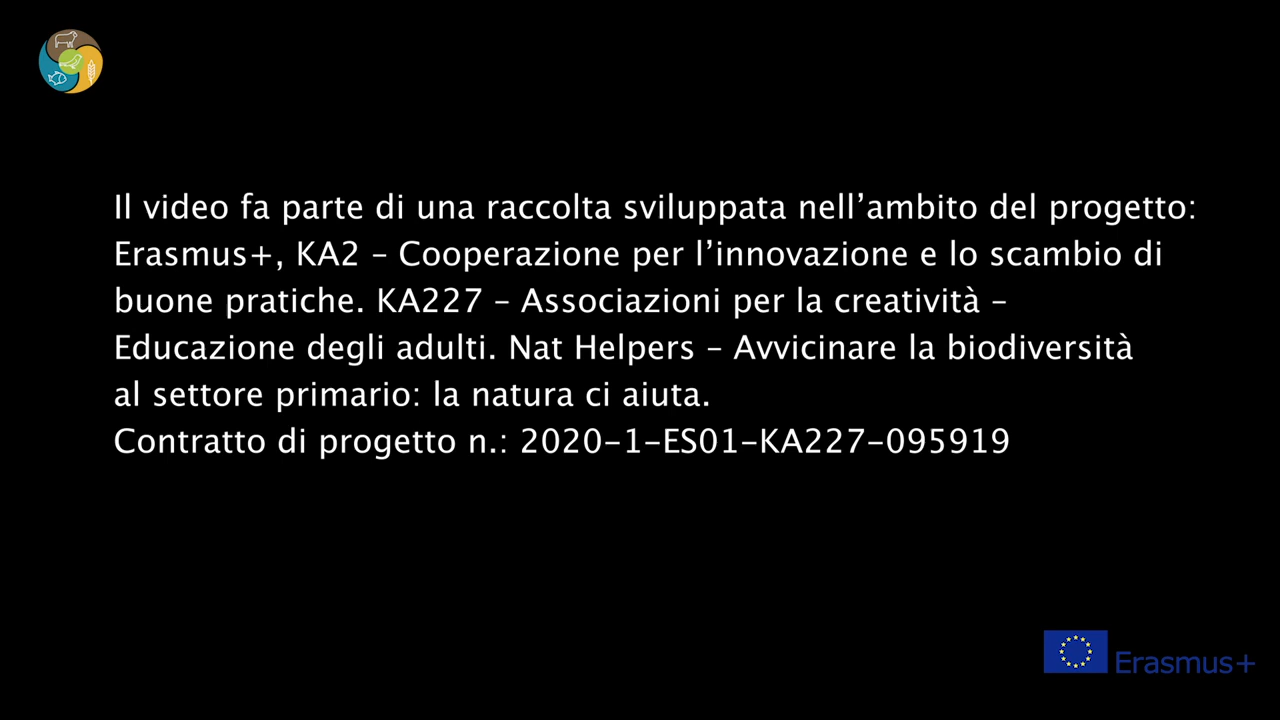 Il video fa parte di una raccolta sviluppata nell’ambito del progetto:
Erasmus+, KA2 – Cooperazione per l’innovazione e lo scambio di
buone pratiche. KA227 – Associazioni per la creatività –
Educazione degli adulti. Nat Helpers – Avvicinare la biodiversità
al settore primario: la natura ci aiuta.
Contratto di progetto n.: 2020-1-ES01-KA227-095919
Erasmus+